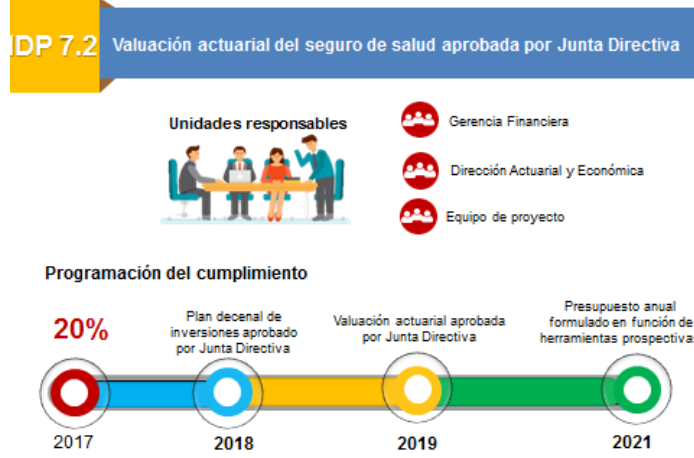 IDP 7.2
Valuación actuarial del seguro de salud aprobada por Junta Directiva
Unidades responsables
Gerencia Financiera
Dirección Actuarial y Económica
Equipo de proyecto
Programación del cumplimiento
20%
Plan decenal de
inversiones aprobado
por Junta Directiva
Valuación actuarial aprobada
por Junta Directiva
Presupuesto anual
formulado en función de
herramientas prospectivas
2017
2018
2019
2021